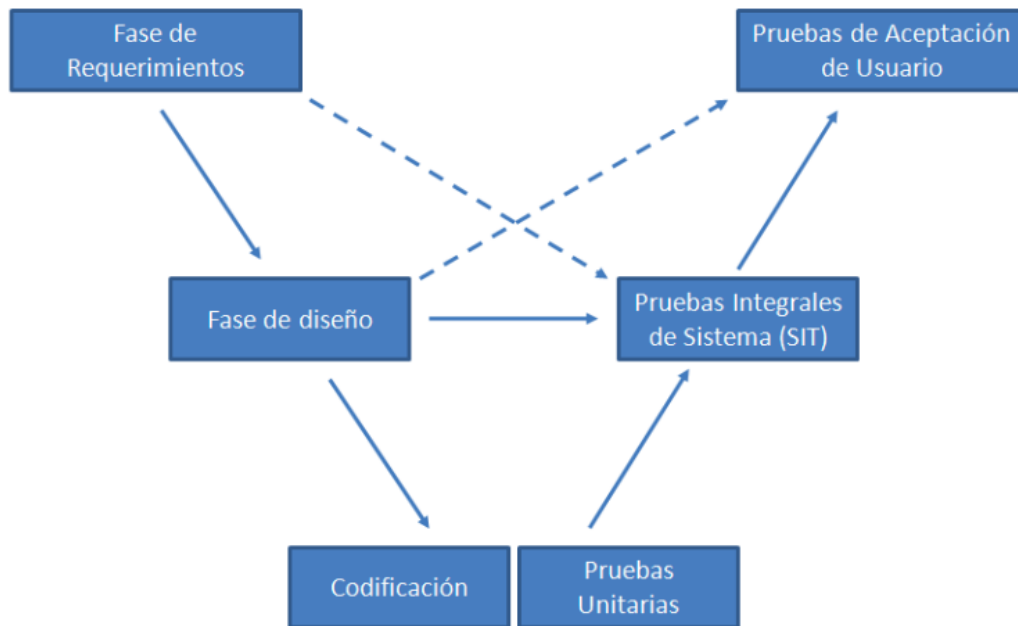 Fase de
Requerimientos
Pruebas de Aceptación
de Usuario
Fase de diseño
Pruebas Integrales
de Sistema (SIT)
Codificación
Pruebas
Unitarias